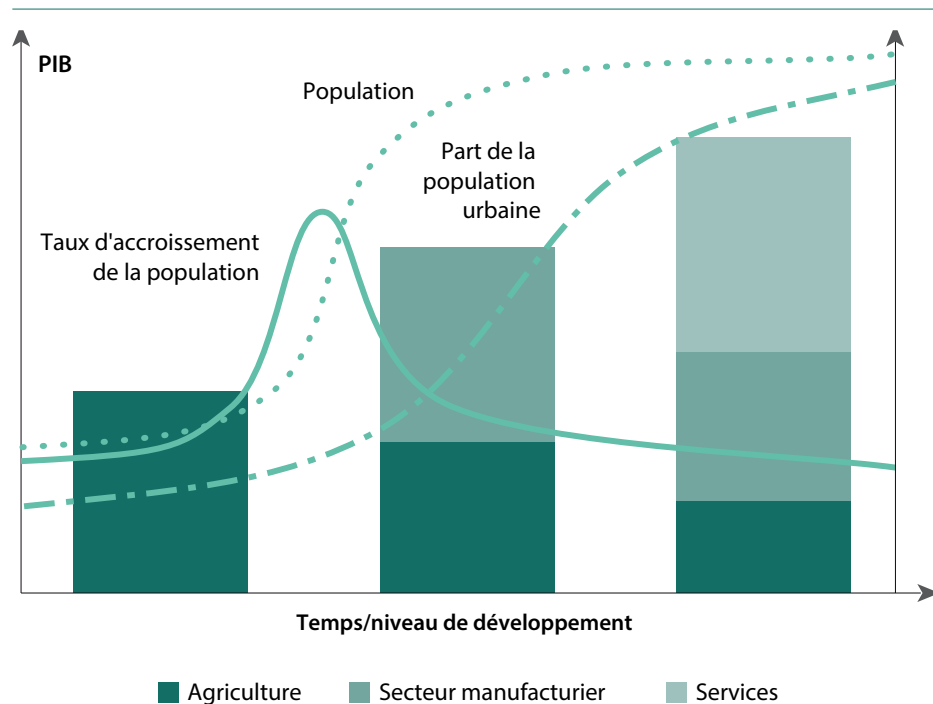 PIB
Population
Part de la
population
urbaine
Taux d'accroissement
de la population
Temps/niveau de développement
Agriculture
Secteur manufacturier
Services